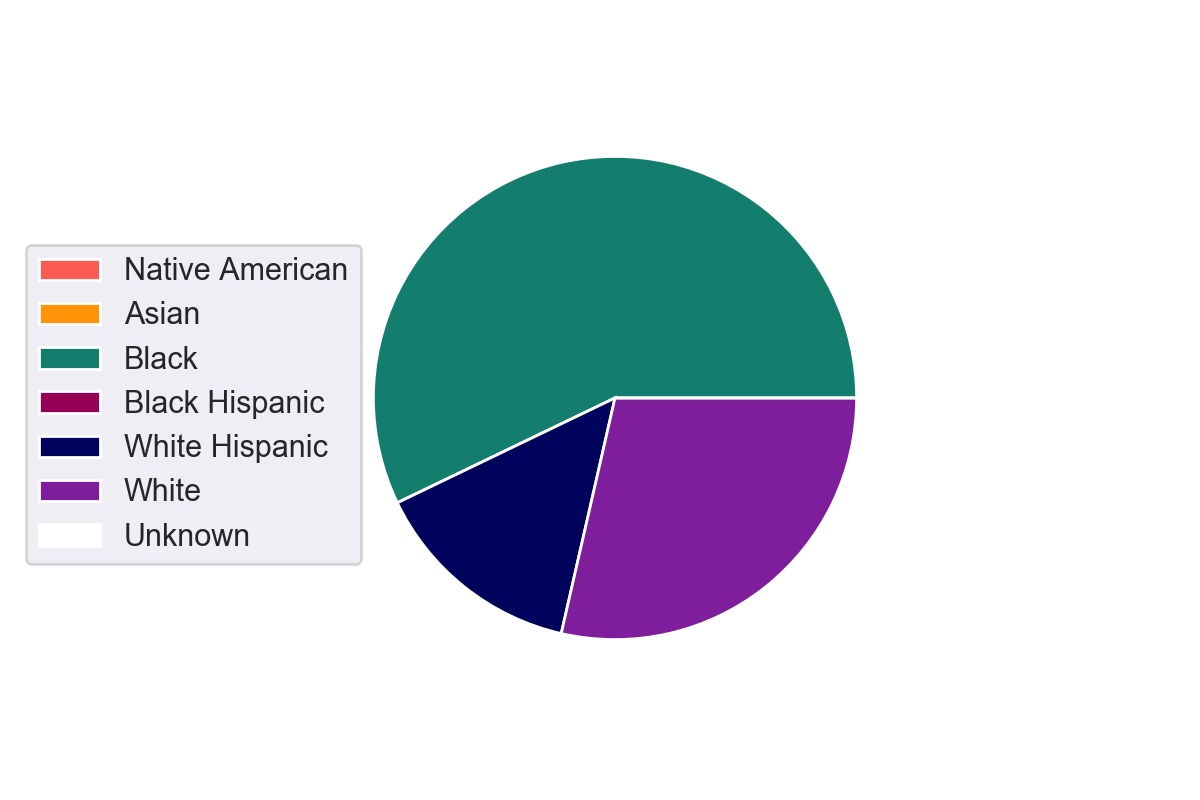 Native American
Asian
Black
Black Hispanic
White Hispanic
White
Unknown